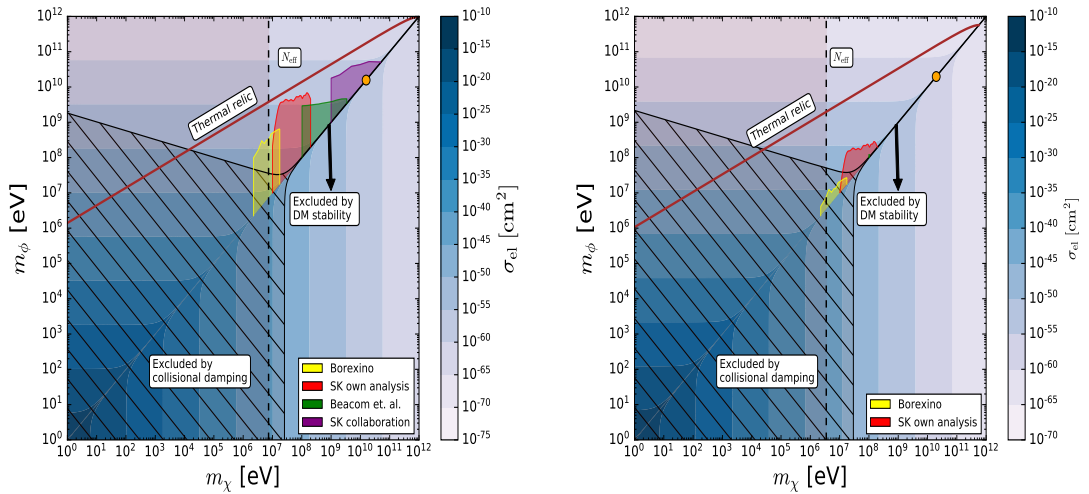 10^12
10^11
10^10
10^9
10^8
10^7
10^6
10^5
10^4
10^3
10^2
10^1
10^0
m_ϕ [eV]
10^0 10^1 10^2 10^3 10^4 10^5 10^6 10^7 10^8 10^9 10^10 10^11 10^12
m_χ [eV]
N_eff
Thermal relic
Excluded by
DM stability
Excluded by
collisional damping
Borexino
SK own analysis
Beacom et. al.
SK collaboration
10^-10
10^-15
10^-20
10^-25
10^-30
10^-35
10^-40
10^-45
10^-50
10^-55
10^-60
10^-65
10^-70
10^-75
σ_el [cm^2]
10^12
10^11
10^10
10^9
10^8
10^7
10^6
10^5
10^4
10^3
10^2
10^1
10^0
m_ϕ [eV]
10^0 10^1 10^2 10^3 10^4 10^5 10^6 10^7 10^8 10^9 10^10 10^11 10^12
m_χ [eV]
N_eff
Thermal relic
Excluded by
DM stability
Excluded by
collisional damping
Borexino
SK own analysis
10^-10
10^-15
10^-20
10^-25
10^-30
10^-35
10^-40
10^-45
10^-50
10^-55
10^-60
10^-65
10^-70
σ_el [cm^2]